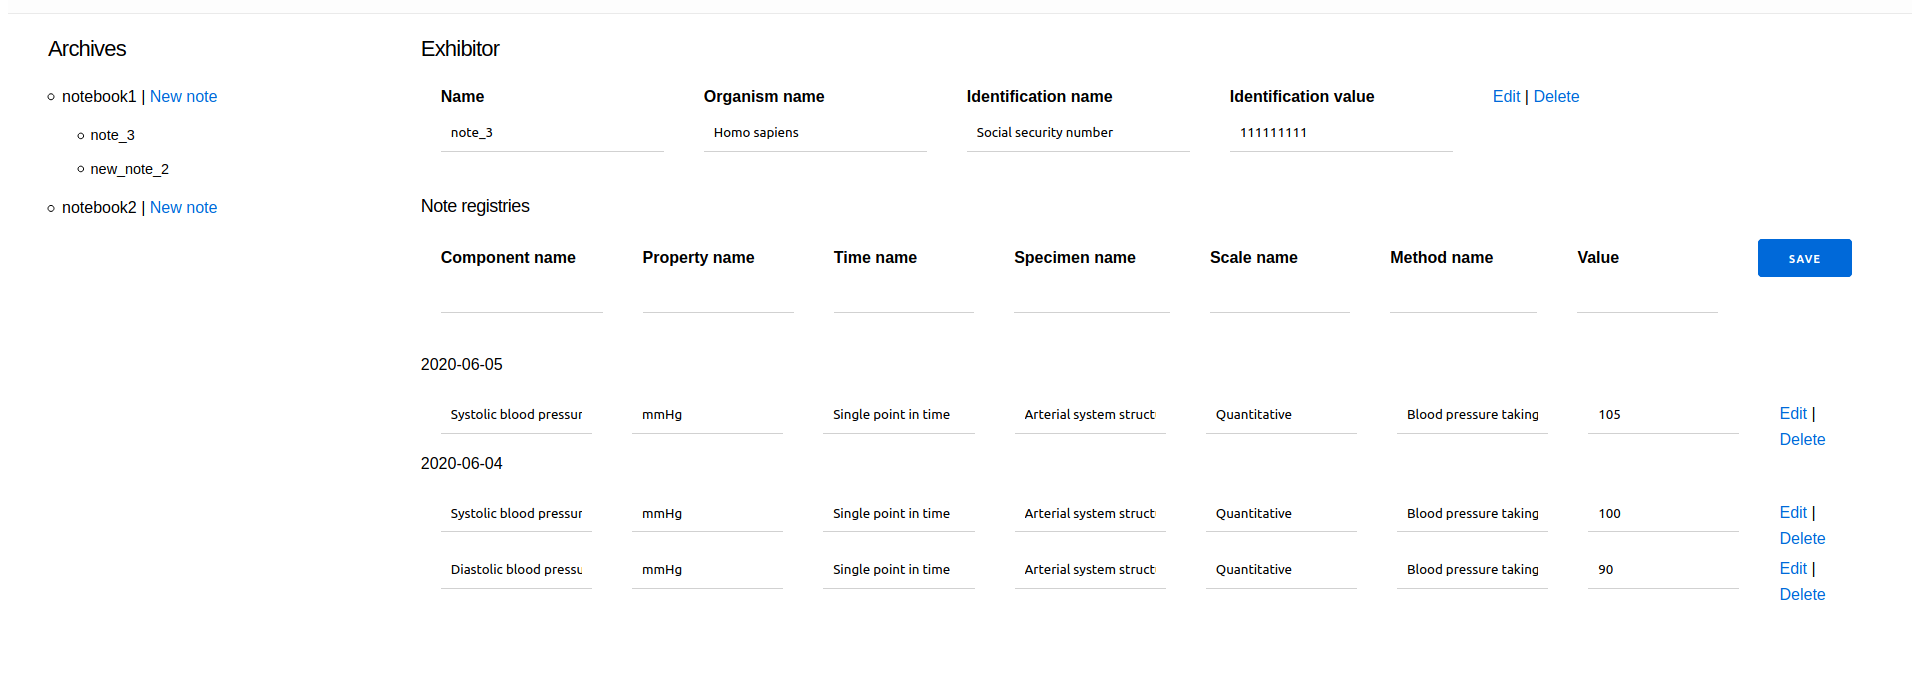 Archives
notebook1 | New note
note_3
new_note_2
notebook2 | New note
Exhibitor
Name Organism name Identification name Identification value Edit | Delete
note_3 Homo sapiens Social security number 111111111
Note registries
Component name Property name Time name Specimen name Scale name Method name Value SAVE
2020-06-05
Systolic blood pressur mmHg Single point in time Arterial system struct Quantitative Blood pressure taking 105 Edit |
Delete
2020-06-04
Systolic blood pressur mmHg Single point in time Arterial system struct Quantitative Blood pressure taking 100 Edit |
Delete
Diastolic blood pressu mmHg Single point in time Arterial system struct Quantitative Blood pressure taking 90 Edit |
Delete